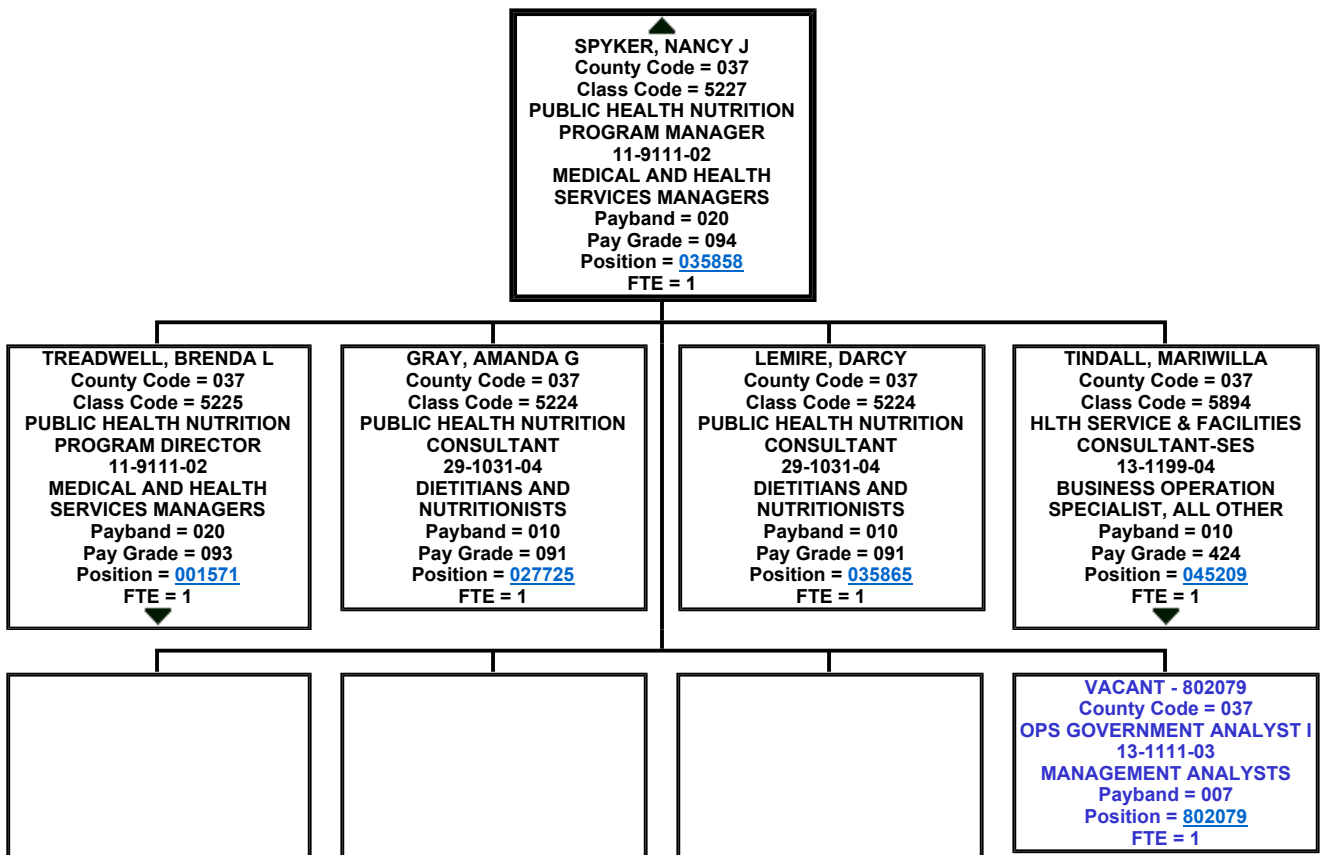 SPYKER, NANCY J
County Code = 037
Class Code = 5227
PUBLIC HEALTH NUTRITION
PROGRAM MANAGER
11-9111-02
MEDICAL AND HEALTH
SERVICES MANAGERS
Payband = 020
Pay Grade = 094
Position = 035858
FTE = 1
TREADWELL, BRENDA L
County Code = 037
Class Code = 5225
PUBLIC HEALTH NUTRITION
PROGRAM DIRECTOR
11-9111-02
MEDICAL AND HEALTH
SERVICES MANAGERS
Payband = 020
Pay Grade = 093
Position = 001571
FTE = 1
GRAY, AMANDA G
County Code = 037
Class Code = 5224
PUBLIC HEALTH NUTRITION
CONSULTANT
29-1031-04
DIETITIANS AND
NUTRITIONISTS
Payband = 010
Pay Grade = 091
Position = 027725
FTE = 1
LEMIRE, DARCY
County Code = 037
Class Code = 5224
PUBLIC HEALTH NUTRITION
CONSULTANT
29-1031-04
DIETITIANS AND
NUTRITIONISTS
Payband = 010
Pay Grade = 091
Position = 035865
FTE = 1
TINDALL, MARIWILLA
County Code = 037
Class Code = 5894
HLTH SERVICE & FACILITIES
CONSULTANT-SES
13-1199-04
BUSINESS OPERATION
SPECIALIST, ALL OTHER
Payband = 010
Pay Grade = 424
Position = 045209
FTE = 1
VACANT - 802079
County Code = 037
OPS GOVERNMENT ANALYST I
13-1111-03
MANAGEMENT ANALYSTS
Payband = 007
Position = 802079
FTE = 1